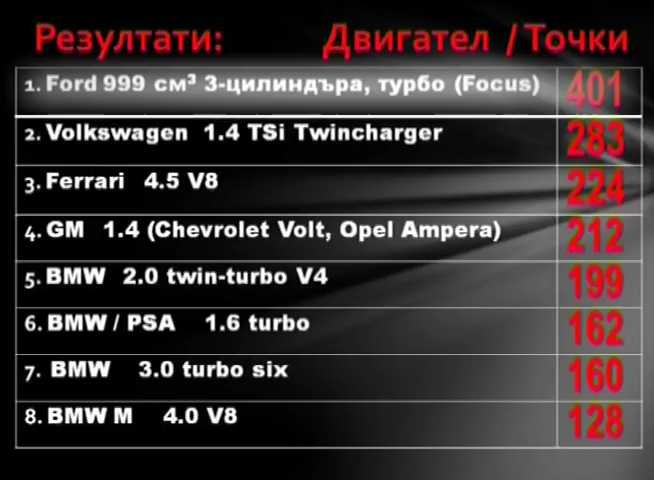 Резултати: Двигател / Точки
1. Ford 999 см³ 3-цилиндъра, турбо (Focus) 401
2. Volkswagen 1.4 TSi Twincharger 283
3. Ferrari 4.5 V8 224
4. GM 1.4 (Chevrolet Volt, Opel Ampera) 212
5. BMW 2.0 twin-turbo V4 199
6. BMW / PSA 1.6 turbo 162
7. BMW 3.0 turbo six 160
8. BMW M 4.0 V8 128